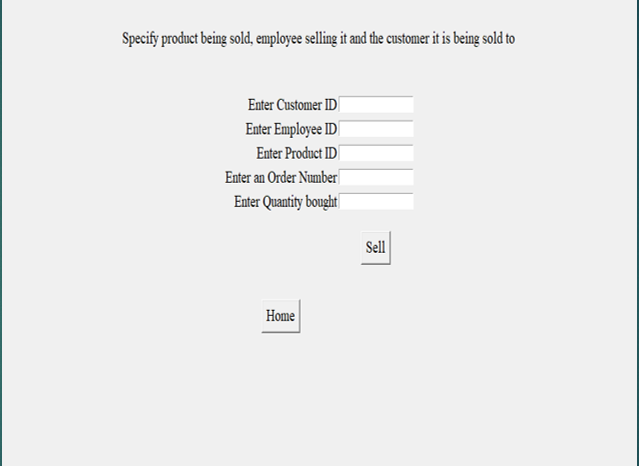 Specify product being sold, employee selling it and the customer it is being sold to
Enter Customer ID
Enter Employee ID
Enter Product ID
Enter an Order Number
Enter Quantity bought
Sell
Home